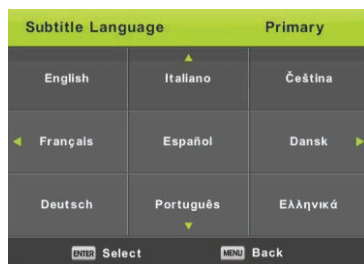 Subtitle Language Primary
English Italiano Čeština
Français Español Dansk
Deutsch Português Ελληνικά
ENTER Select MENU Back